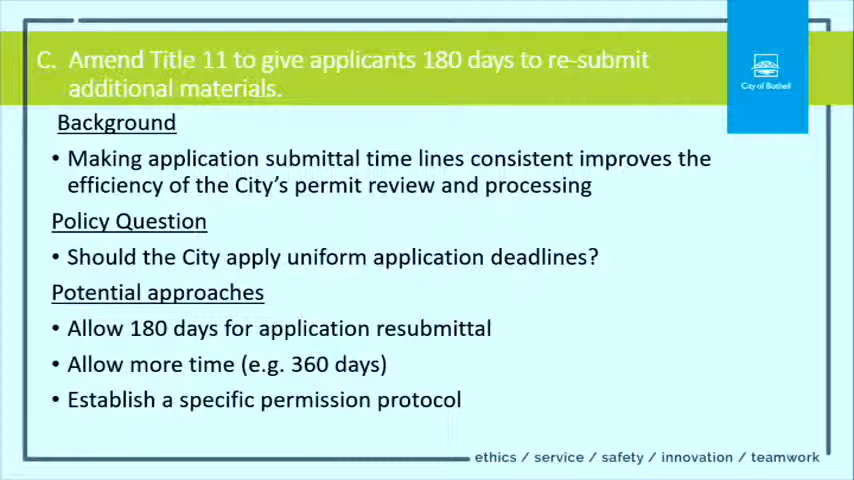 C. Amend Title 11 to give applicants 180 days to re-submit
additional materials.
City of Bothell
Background
• Making application submittal time lines consistent improves the
efficiency of the City's permit review and processing
Policy Question
• Should the City apply uniform application deadlines?
Potential approaches
• Allow 180 days for application resubmittal
• Allow more time (e.g. 360 days)
• Establish a specific permission protocol
ethics / service / safety / innovation / teamwork